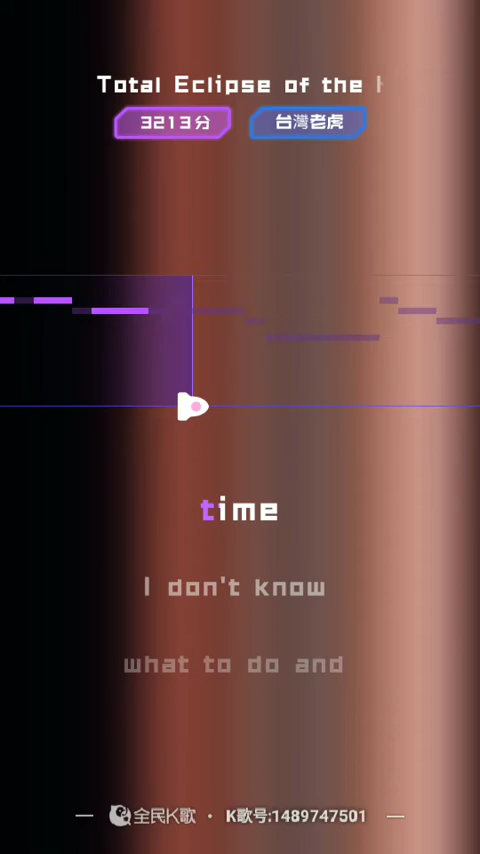 Total Eclipse of the
3213分
台灣老虎
time
I don't know
what to do and
全民K歌 · K歌号:1489747501